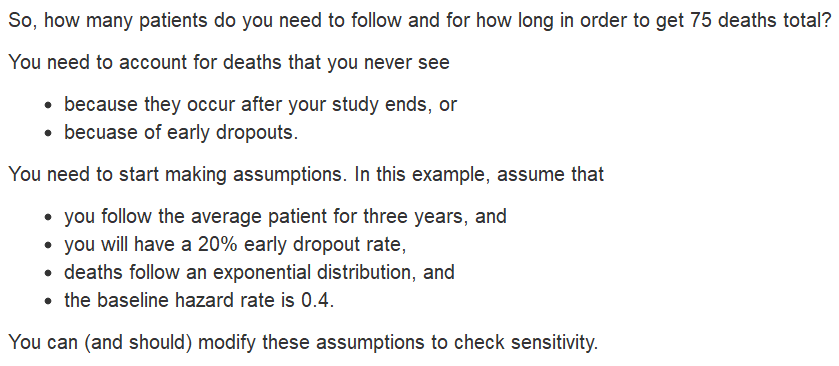 So, how many patients do you need to follow and for how long in order to get 75 deaths total?
You need to account for deaths that you never see
• because they occur after your study ends, or
• becuase of early dropouts.
You need to start making assumptions. In this example, assume that
• you follow the average patient for three years, and
• you will have a 20% early dropout rate,
• deaths follow an exponential distribution, and
• the baseline hazard rate is 0.4.
You can (and should) modify these assumptions to check sensitivity.